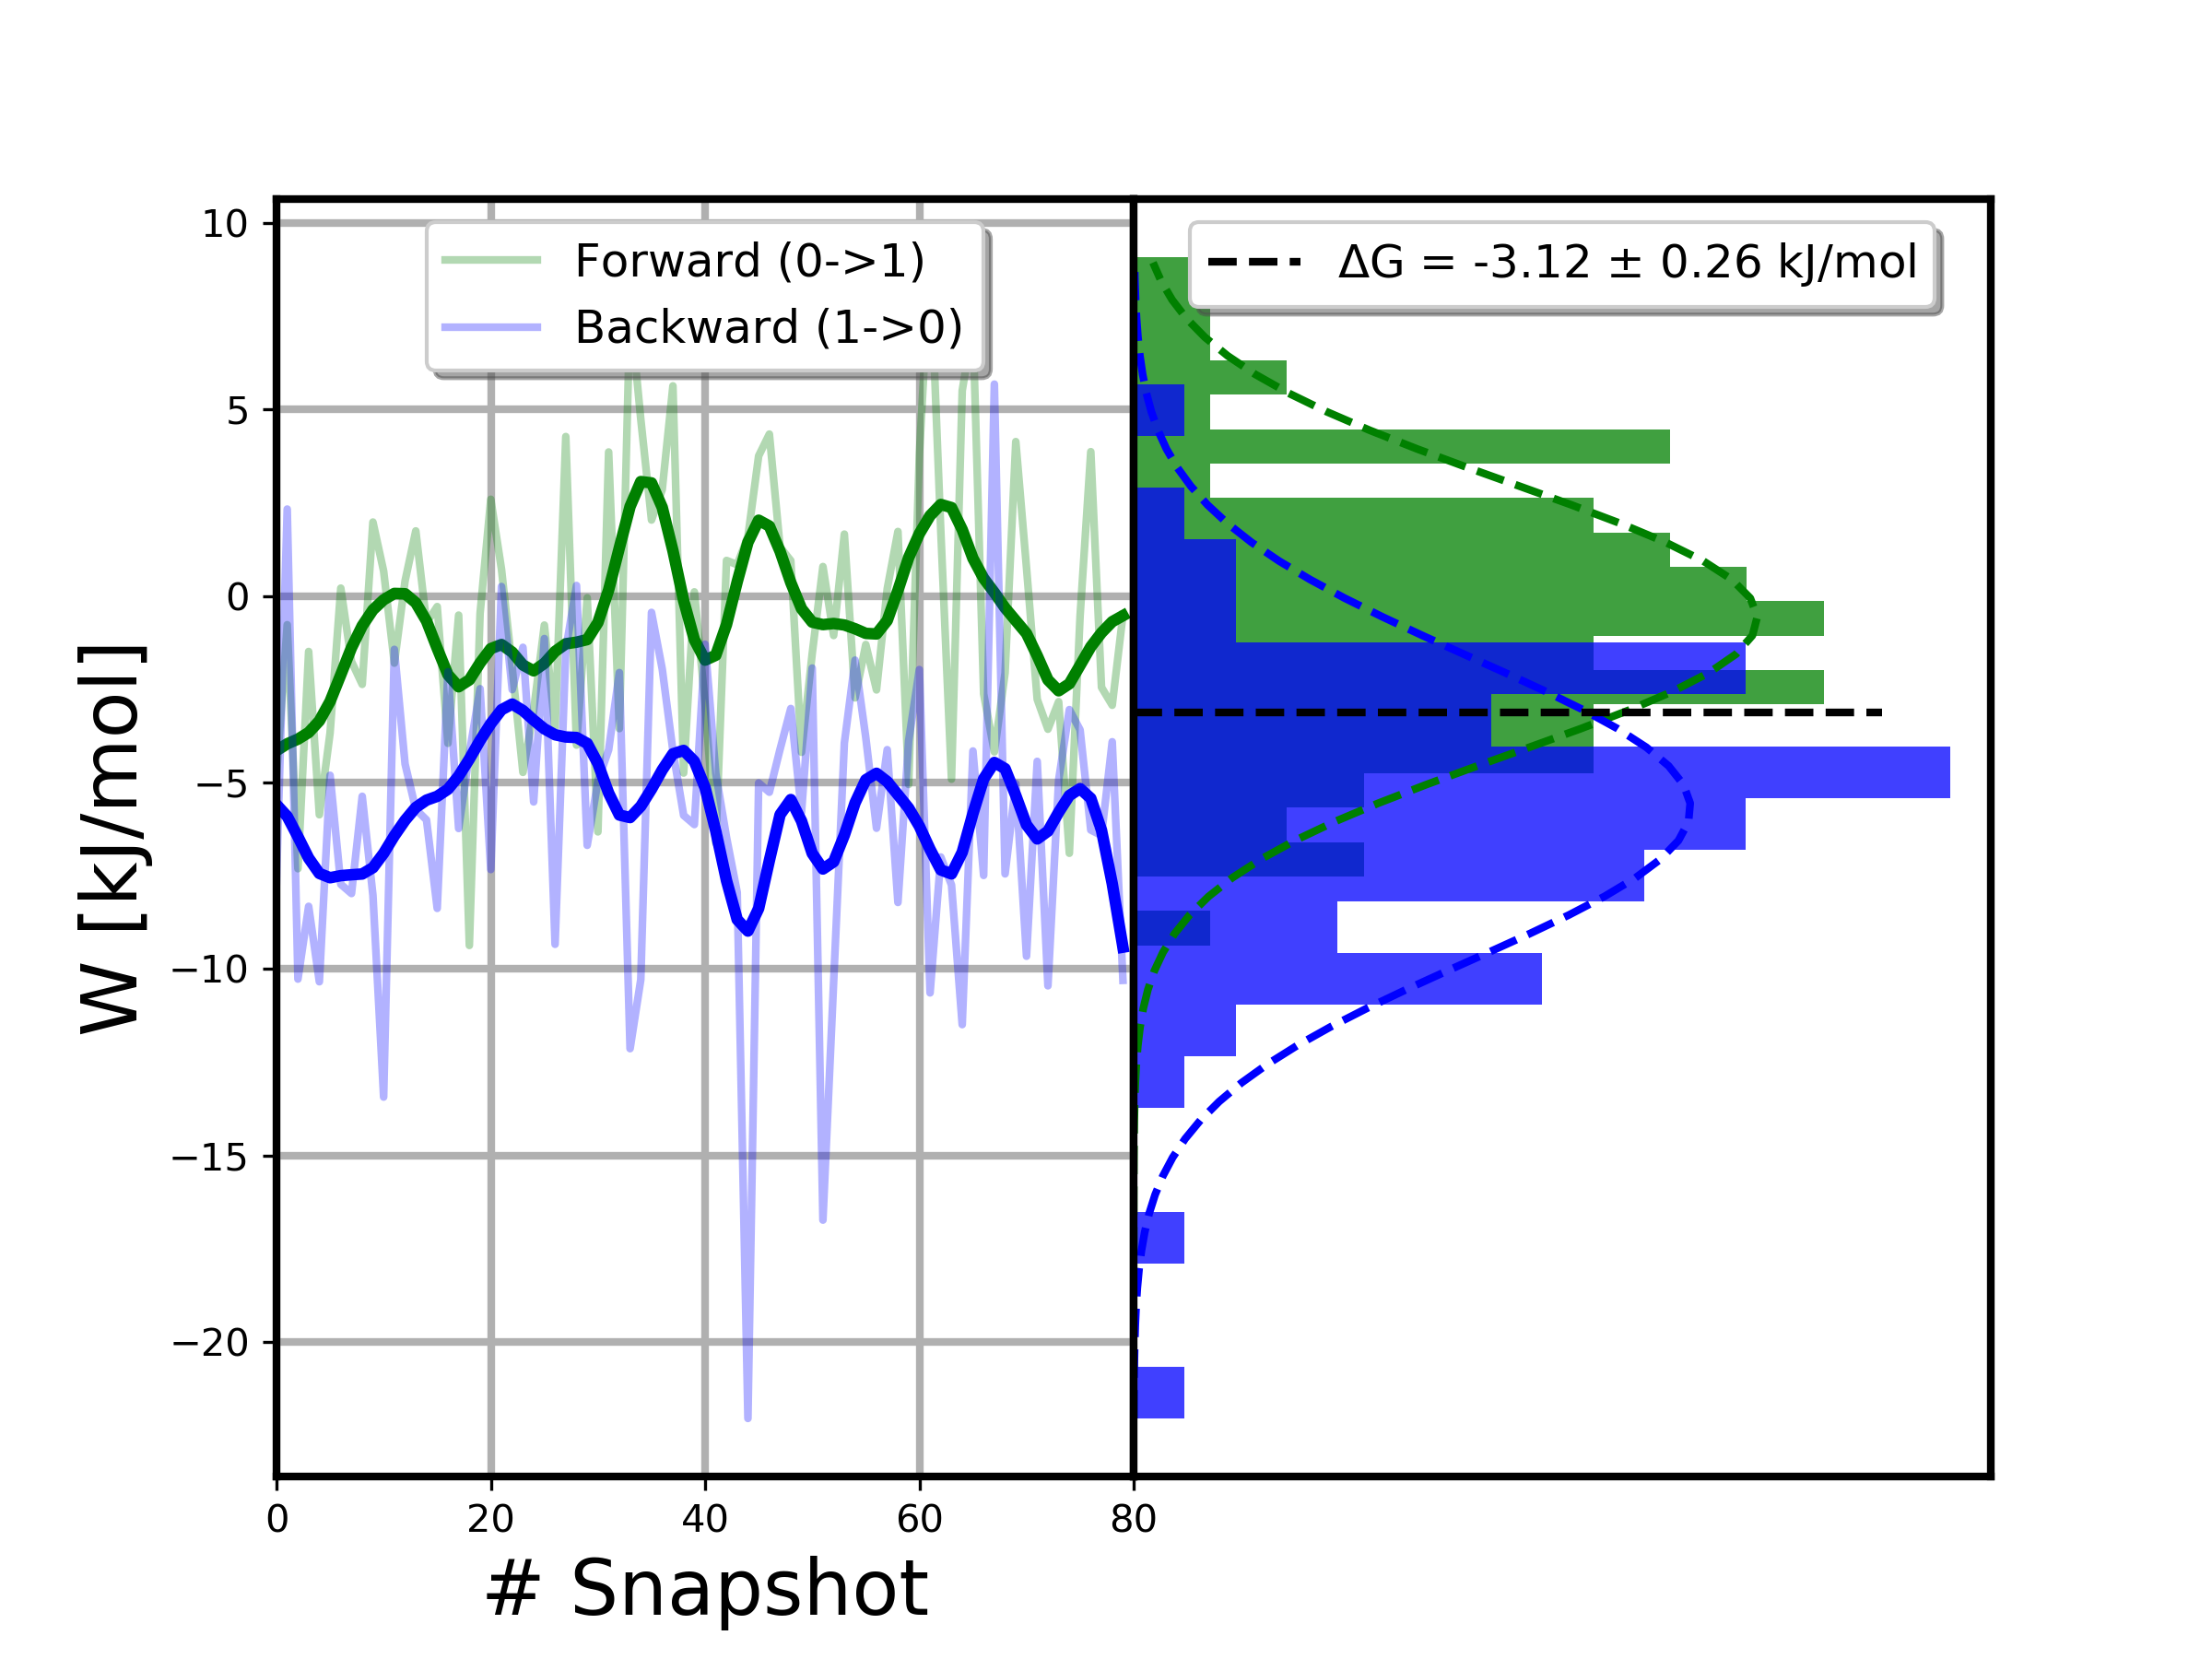 W [kJ/mol]
10
5
0
−5
−10
−15
−20
Forward (0->1)
Backward (1->0)
ΔG = -3.12 ± 0.26 kJ/mol
0 20 40 60 80
# Snapshot